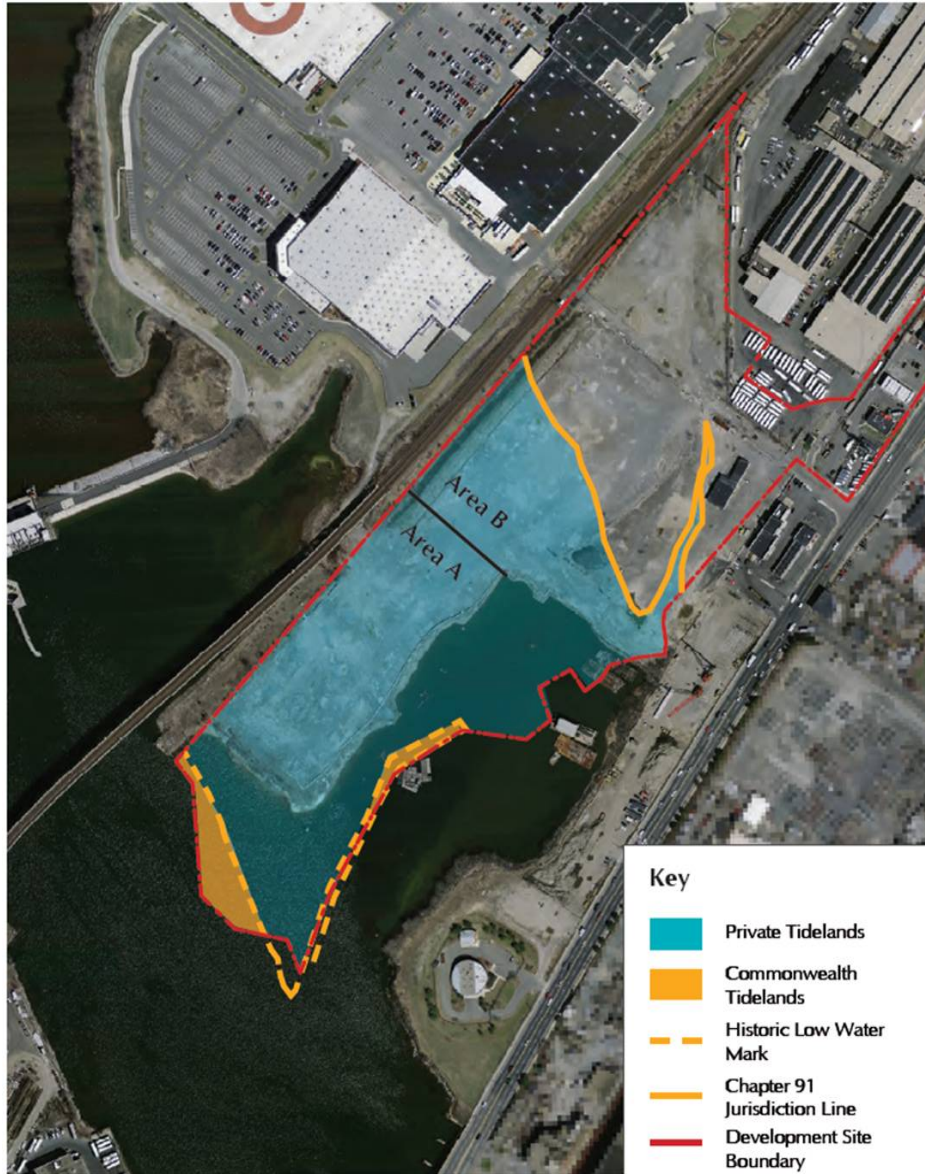 Area B
Area A
Key
Private Tidelands
Commonwealth
Tidelands
Historic Low Water
Mark
Chapter 91
Jurisdiction Line
Development Site
Boundary